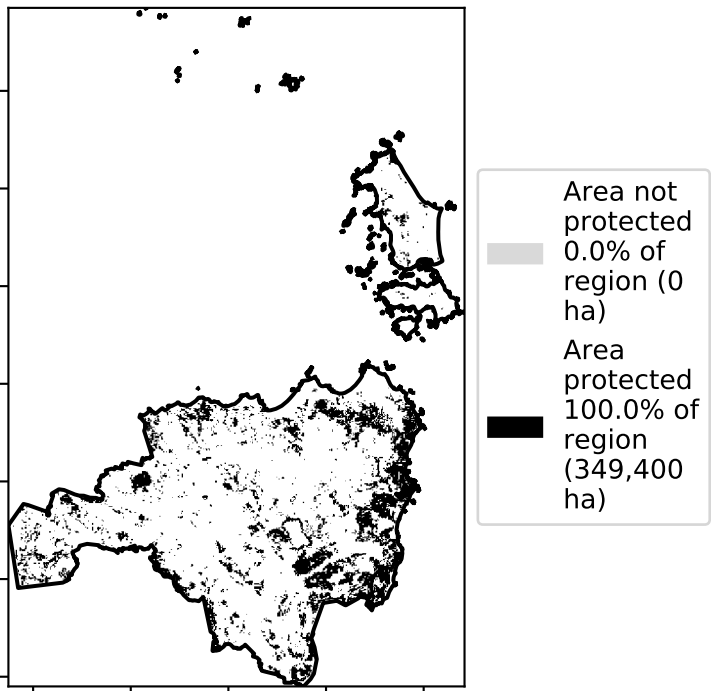 Area not
protected
0.0% of
region (0
ha)
Area
protected
100.0% of
region
(349,400
ha)